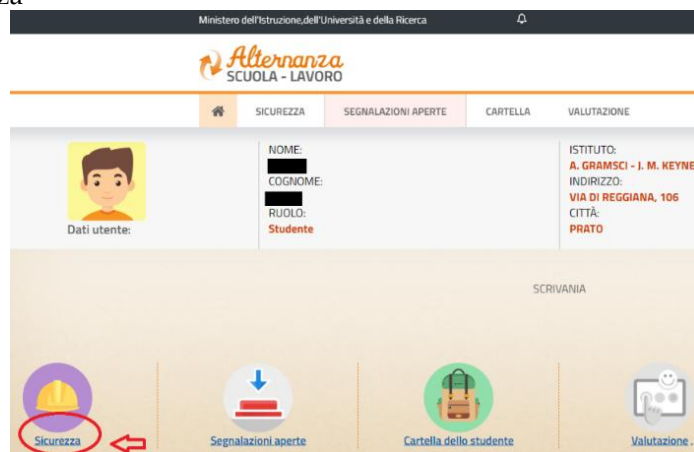 za
Ministero dell'Istruzione,dell'Università e della Ricerca
Alternanza
SCUOLA - LAVORO
SICUREZZA SEGNALAZIONI APERTE CARTELLA VALUTAZIONE
Dati utente:
NOME:
COGNOME:
RUOLO:
Studente
ISTITUTO:
A. GRAMSCI - J. M. KEYNE
INDIRIZZO:
VIA DI REGGIANA, 106
CITTÀ:
PRATO
SCRIVANIA
Sicurezza Segnalazioni aperte Cartella dello studente Valutazione .